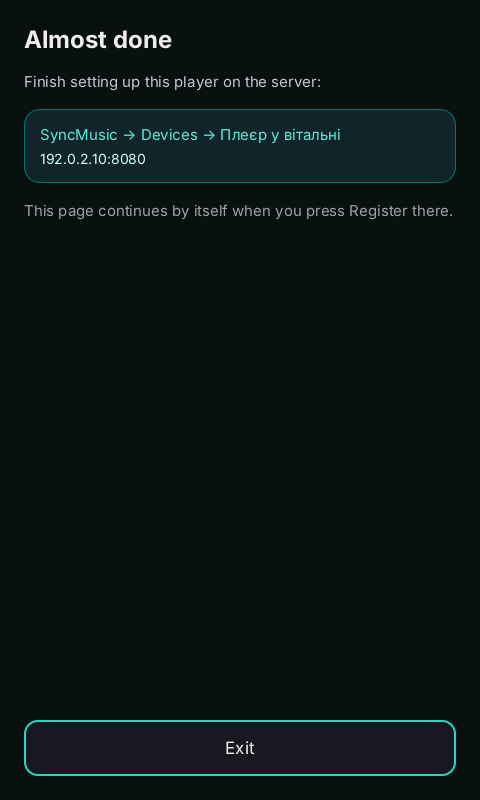 Almost done
Finish setting up this player on the server:
SyncMusic → Devices → Плеєр у вітальні
192.0.2.10:8080
This page continues by itself when you press Register there.
Exit